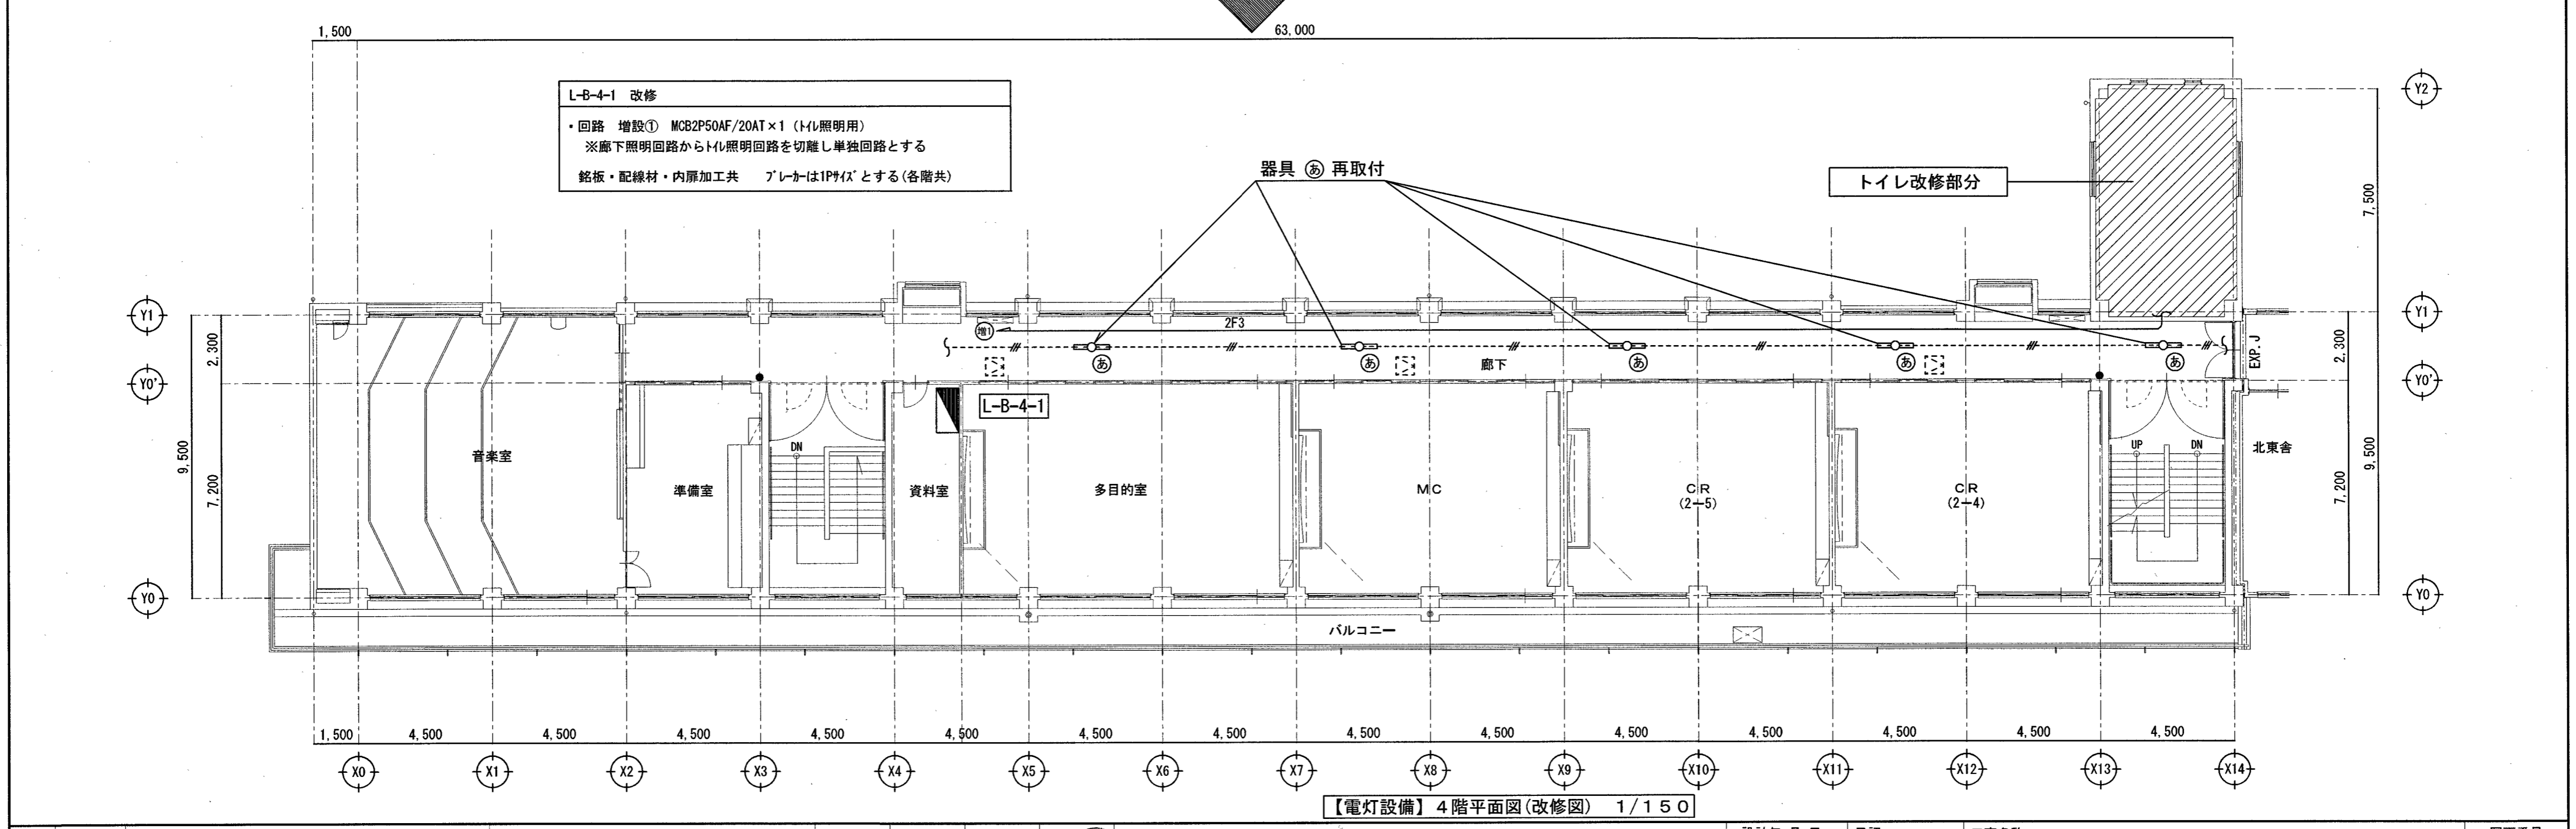 1,500
63,000
L-B-4-1 改修
・回路 増設① MCB2P50AF/20AT×1 (ﾄｲﾚ照明用)
※廊下照明回路からﾄｲﾚ照明回路を切離し単独回路とする
銘板・配線材・内扉加工共 ﾌﾞﾚｰｶｰは1Pｻｲｽﾞとする(各階共)
器具 あ 再取付
トイレ改修部分
Y2
7,500
Y1
増1
2F3
Y1
2,300
あ
あ
廊下
あ
あ
あ
EXP.J
2,300
Y0'
Y0'
L-B-4-1
9,500
7,200
音楽室
準備室
DN
資料室
多目的室
MC
CR
(2-5)
CR
(2-4)
UP
DN
北東舎
7,200
9,500
Y0
Y0
バルコニー
1,500
4,500
4,500
4,500
4,500
4,500
4,500
4,500
4,500
4,500
4,500
4,500
4,500
4,500
4,500
X0
X1
X2
X3
X4
X5
X6
X7
X8
X9
X10
X11
X12
X13
X14
【電灯設備】4階平面図(改修図) 1/150